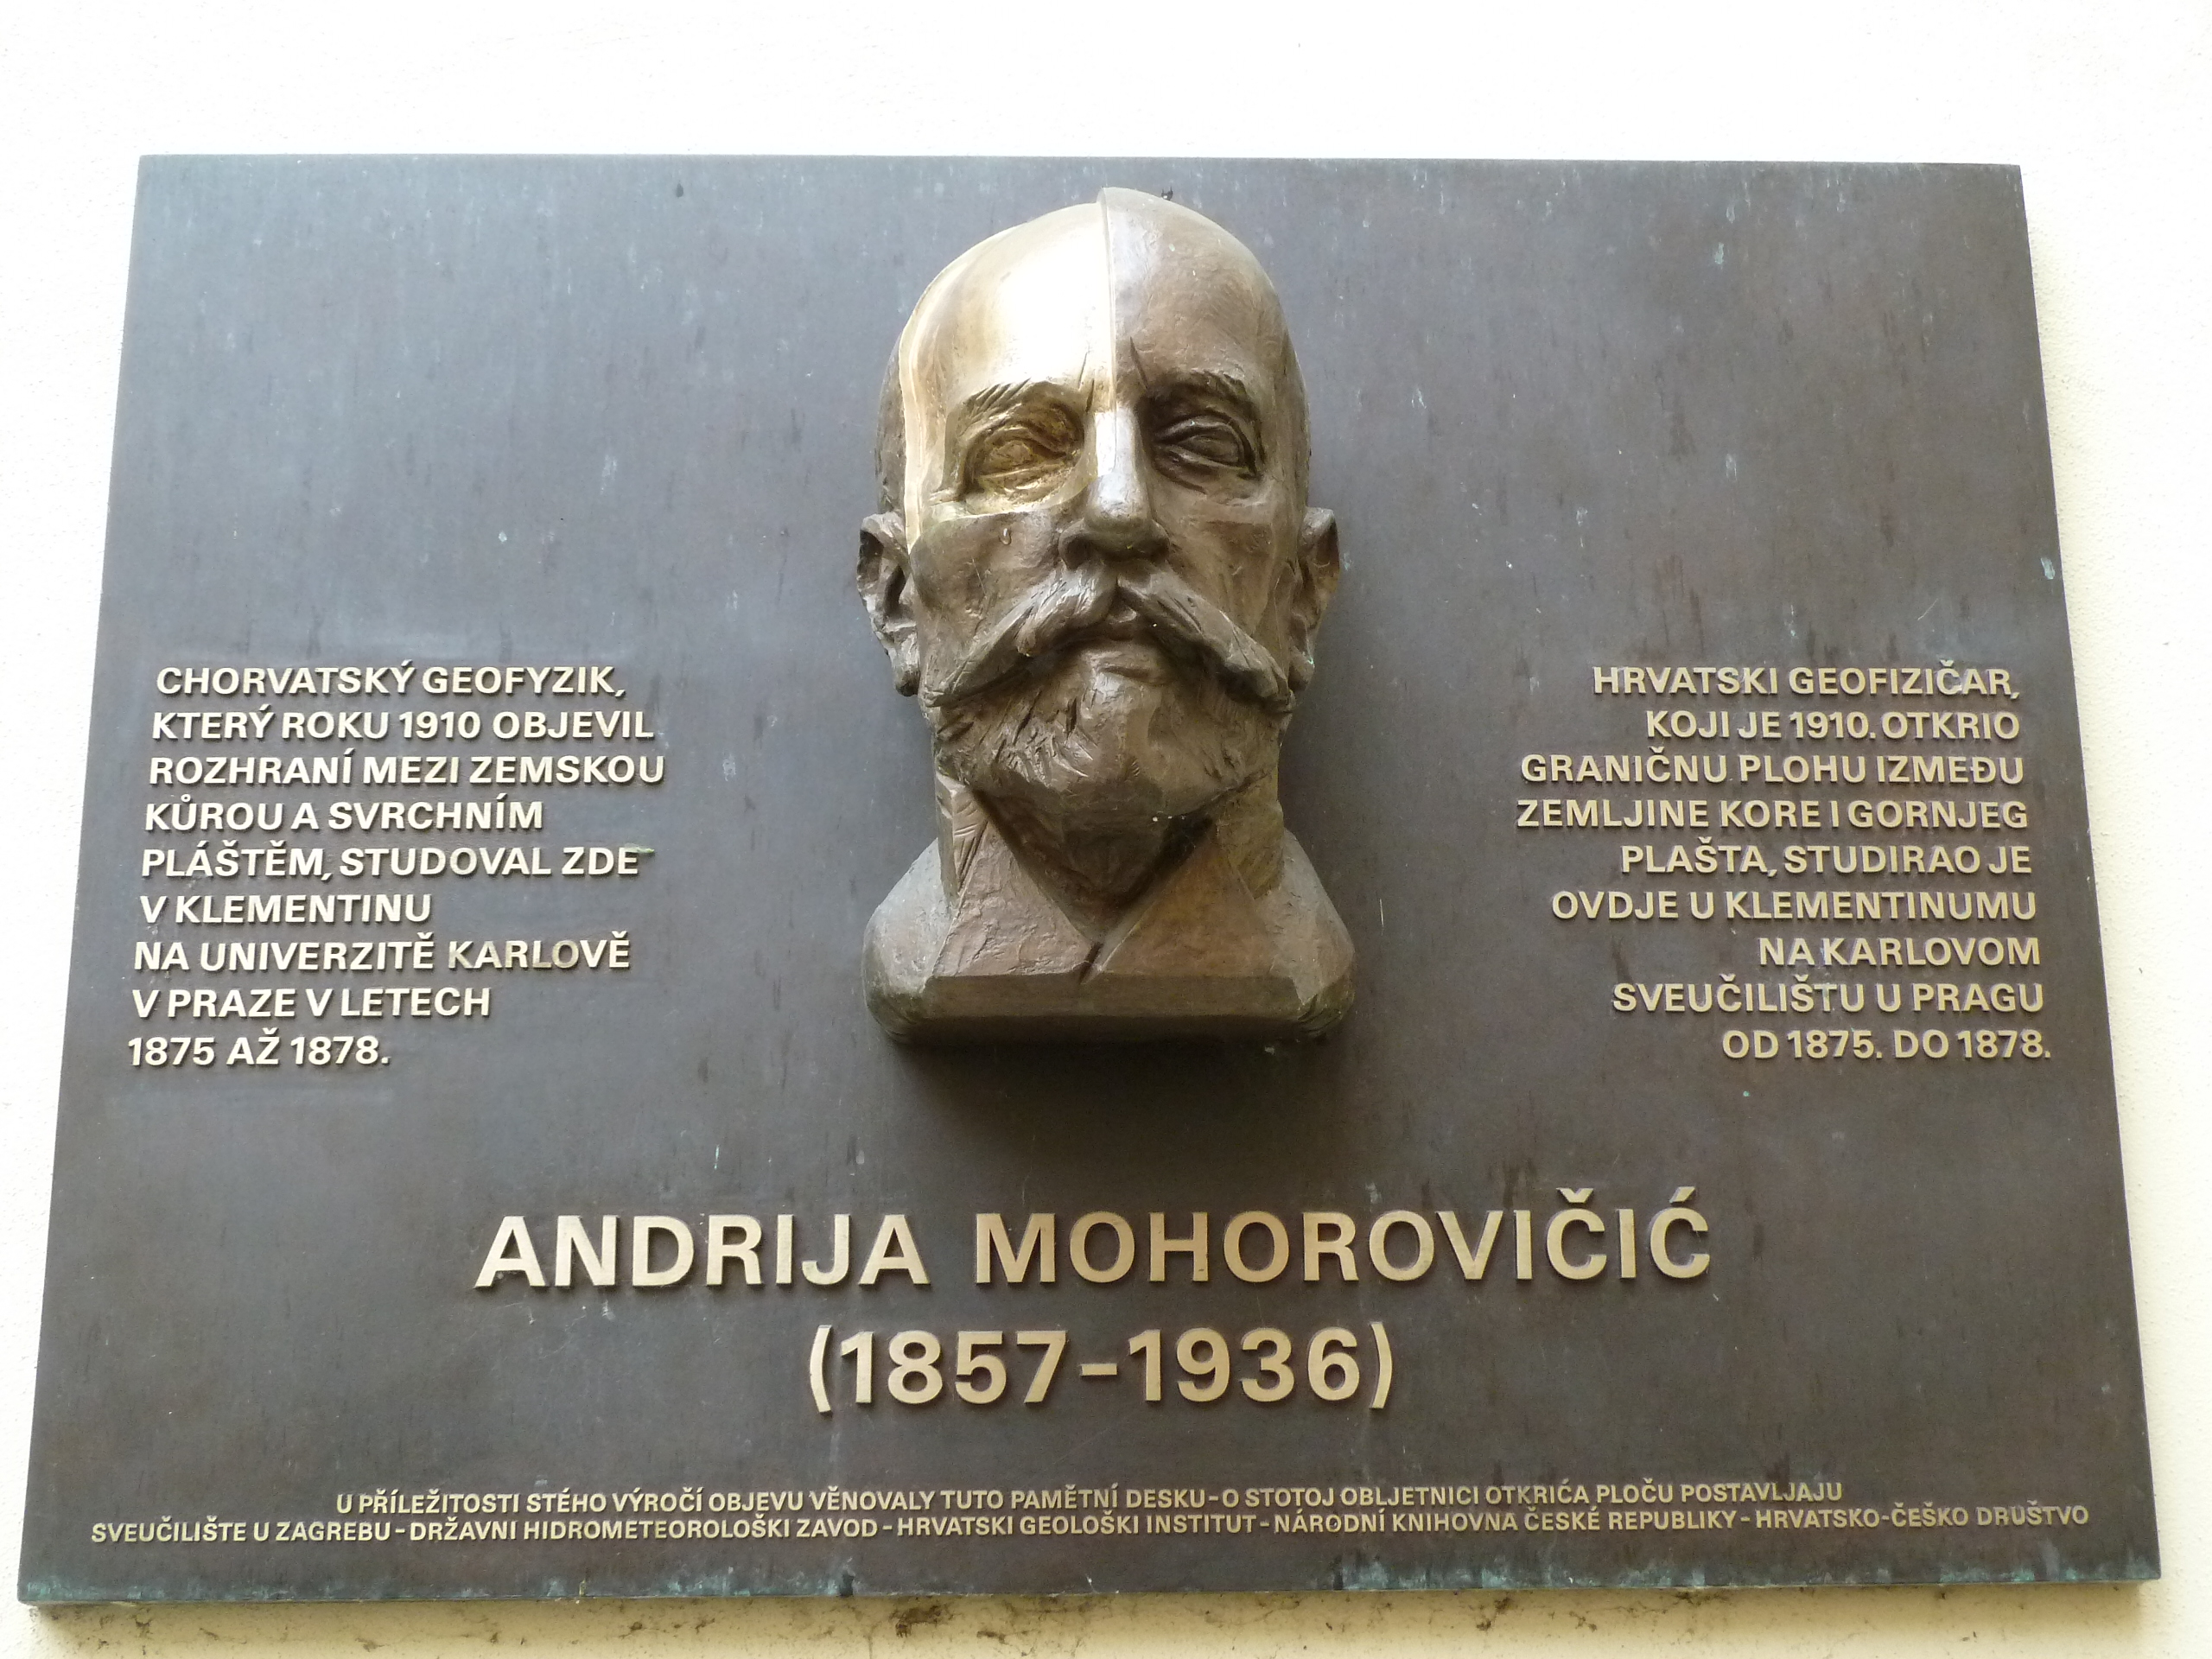 CHORVATSKÝ GEOFYZIK,
KTERÝ ROKU 1910 OBJEVIL
ROZHRANÍ MEZI ZEMSKOU
KŮROU A SVRCHNÍM
PLÁŠTĚM, STUDOVAL ZDE
V KLEMENTINU
NA UNIVERZITĚ KARLOVĚ
V PRAZE V LETECH
1875 AŽ 1878.
HRVATSKI GEOFIZIČAR,
KOJI JE 1910. OTKRIO
GRANIČNU PLOHU IZMEĐU
ZEMLJINE KORE I GORNJEG
PLAŠTA, STUDIRAO JE
OVDJE U KLEMENTINUMU
NA KARLOVOM
SVEUČILIŠTU U PRAGU
OD 1875. DO 1878.
ANDRIJA MOHOROVIČIĆ
(1857-1936)
U PŘÍLEŽITOSTI STÉHO VÝROČÍ OBJEVU VĚNOVALY TUTO PAMĚTNÍ DESKU-O STOTOJ OBLJETNICI OTKRIĆA PLOČU POSTAVLJAJU
SVEUČILIŠTE U ZAGREBU-DRŽAVNI HIDROMETEOROLOŠKI ZAVOD-HRVATSKI GEOLOŠKI INSTITUT-NÁRODNÍ KNIHOVNA ČESKÉ REPUBLIKY-HRVATSKO-ČEŠKO DRUŠTVO